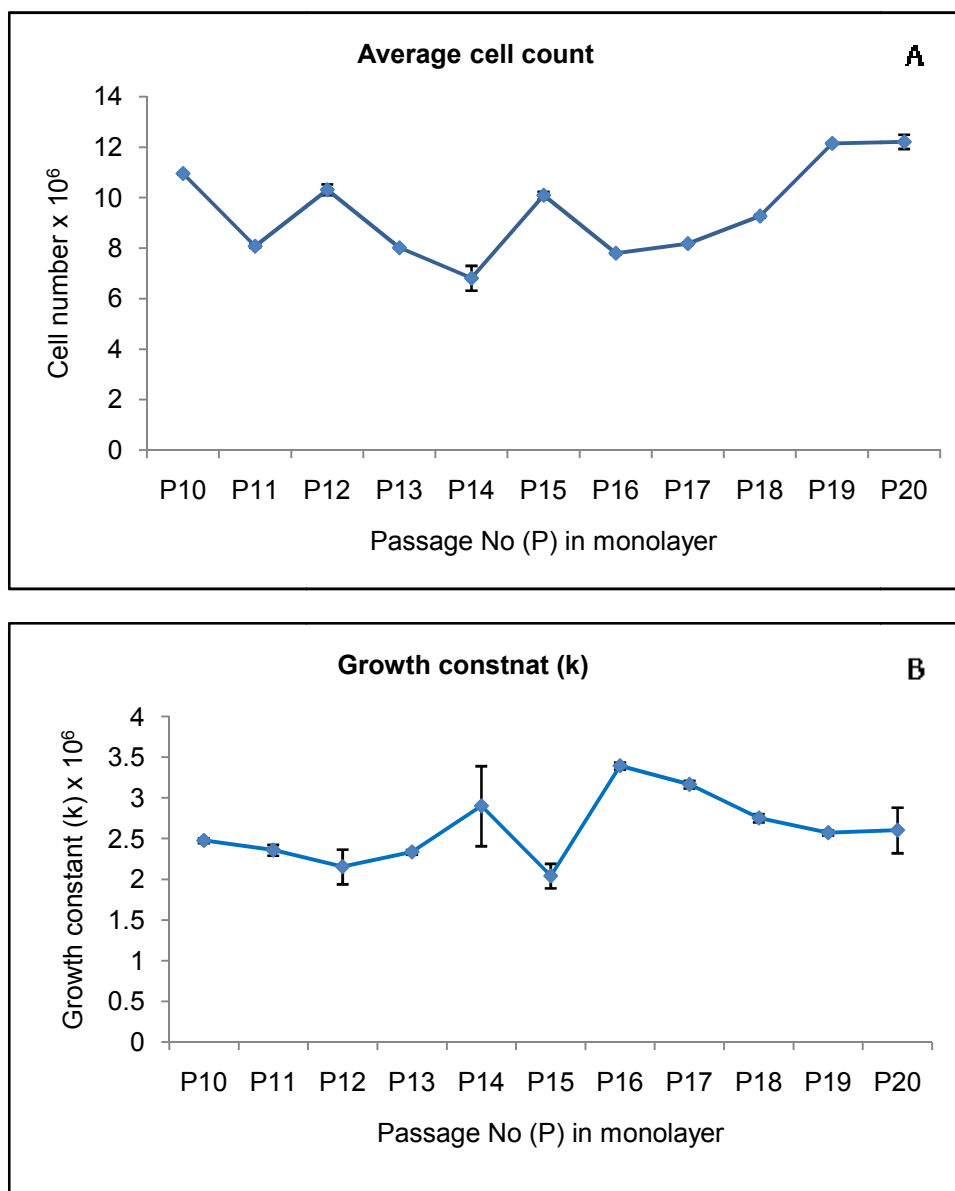 Average cell count
A
14
12
10
8
6
4
2
0
Cell number x 10⁶
P10 P11 P12 P13 P14 P15 P16 P17 P18 P19 P20
Passage No (P) in monolayer
Growth constnat (k)
B
4
3.5
3
2.5
2
1.5
1
0.5
0
Growth constant (k) x 10⁶
P10 P11 P12 P13 P14 P15 P16 P17 P18 P19 P20
Passage No (P) in monolayer